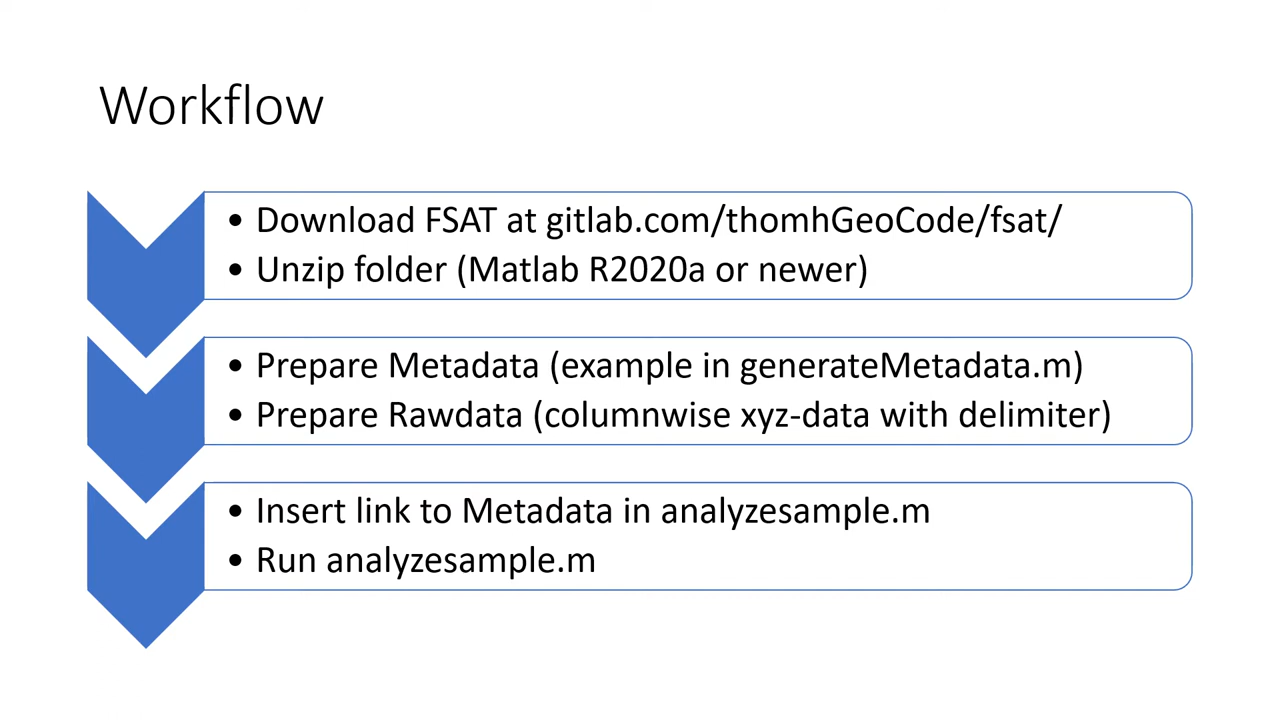 Workflow
• Download FSAT at gitlab.com/thomhGeoCode/fsat/
• Unzip folder (Matlab R2020a or newer)
• Prepare Metadata (example in generateMetadata.m)
• Prepare Rawdata (columnwise xyz-data with delimiter)
• Insert link to Metadata in analyzesample.m
• Run analyzesample.m